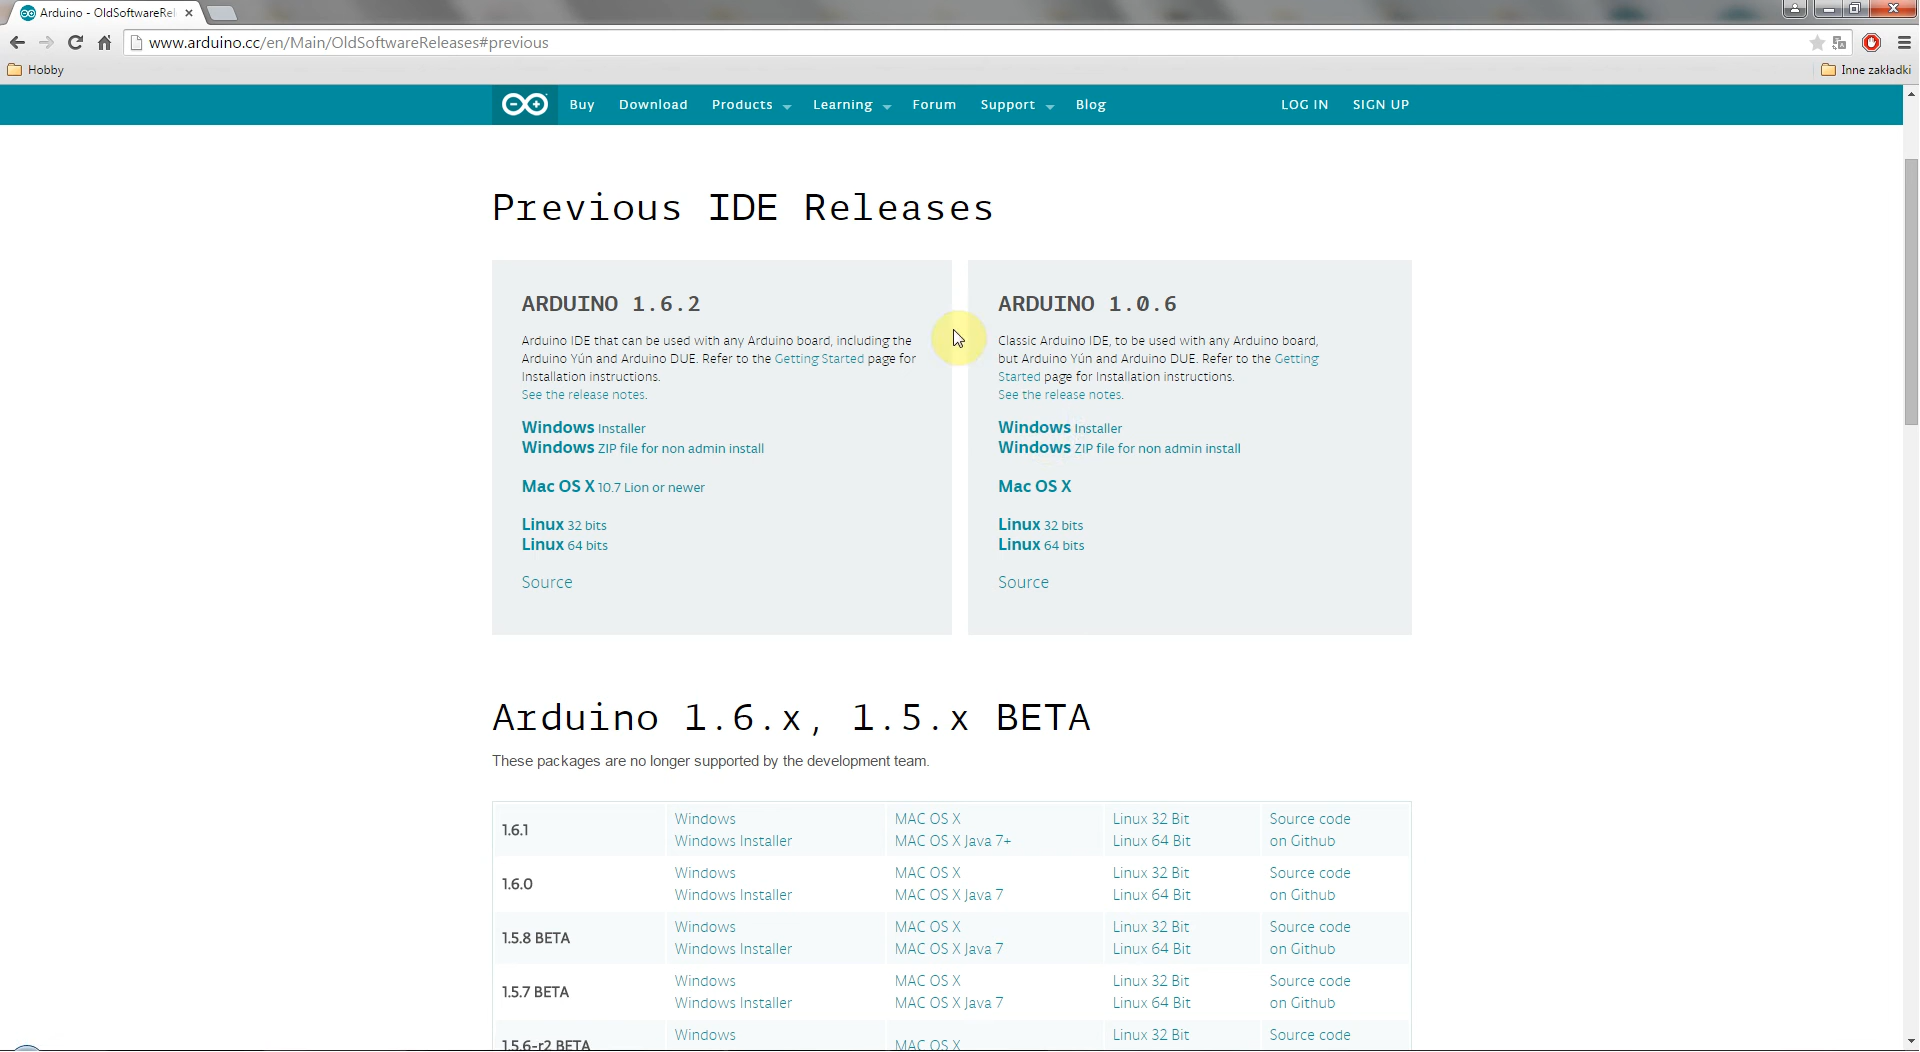 Arduino - OldSoftwareRel
www.arduino.cc/en/Main/OldSoftwareReleases#previous
Hobby
Inne zakładki
Buy Download Products Learning Forum Support Blog LOG IN SIGN UP
Previous IDE Releases
ARDUINO 1.6.2
Arduino IDE that can be used with any Arduino board, including the
Arduino Yún and Arduino DUE. Refer to the Getting Started page for
Installation instructions.
See the release notes.
Windows Installer
Windows ZIP file for non admin install
Mac OS X 10.7 Lion or newer
Linux 32 bits
Linux 64 bits
Source
ARDUINO 1.0.6
Classic Arduino IDE, to be used with any Arduino board,
but Arduino Yún and Arduino DUE. Refer to the Getting
Started page for Installation instructions.
See the release notes.
Windows Installer
Windows ZIP file for non admin install
Mac OS X
Linux 32 bits
Linux 64 bits
Source
Arduino 1.6.x, 1.5.x BETA
These packages are no longer supported by the development team.
1.6.1
Windows
Windows Installer
MAC OS X
MAC OS X Java 7+
Linux 32 Bit
Linux 64 Bit
Source code
on Github
1.6.0
Windows
Windows Installer
MAC OS X
MAC OS X Java 7
Linux 32 Bit
Linux 64 Bit
Source code
on Github
1.5.8 BETA
Windows
Windows Installer
MAC OS X
MAC OS X Java 7
Linux 32 Bit
Linux 64 Bit
Source code
on Github
1.5.7 BETA
Windows
Windows Installer
MAC OS X
MAC OS X Java 7
Linux 32 Bit
Linux 64 Bit
Source code
on Github
1.5.6-r2 BETA
Windows
MAC OS X
Linux 32 Bit
Source code